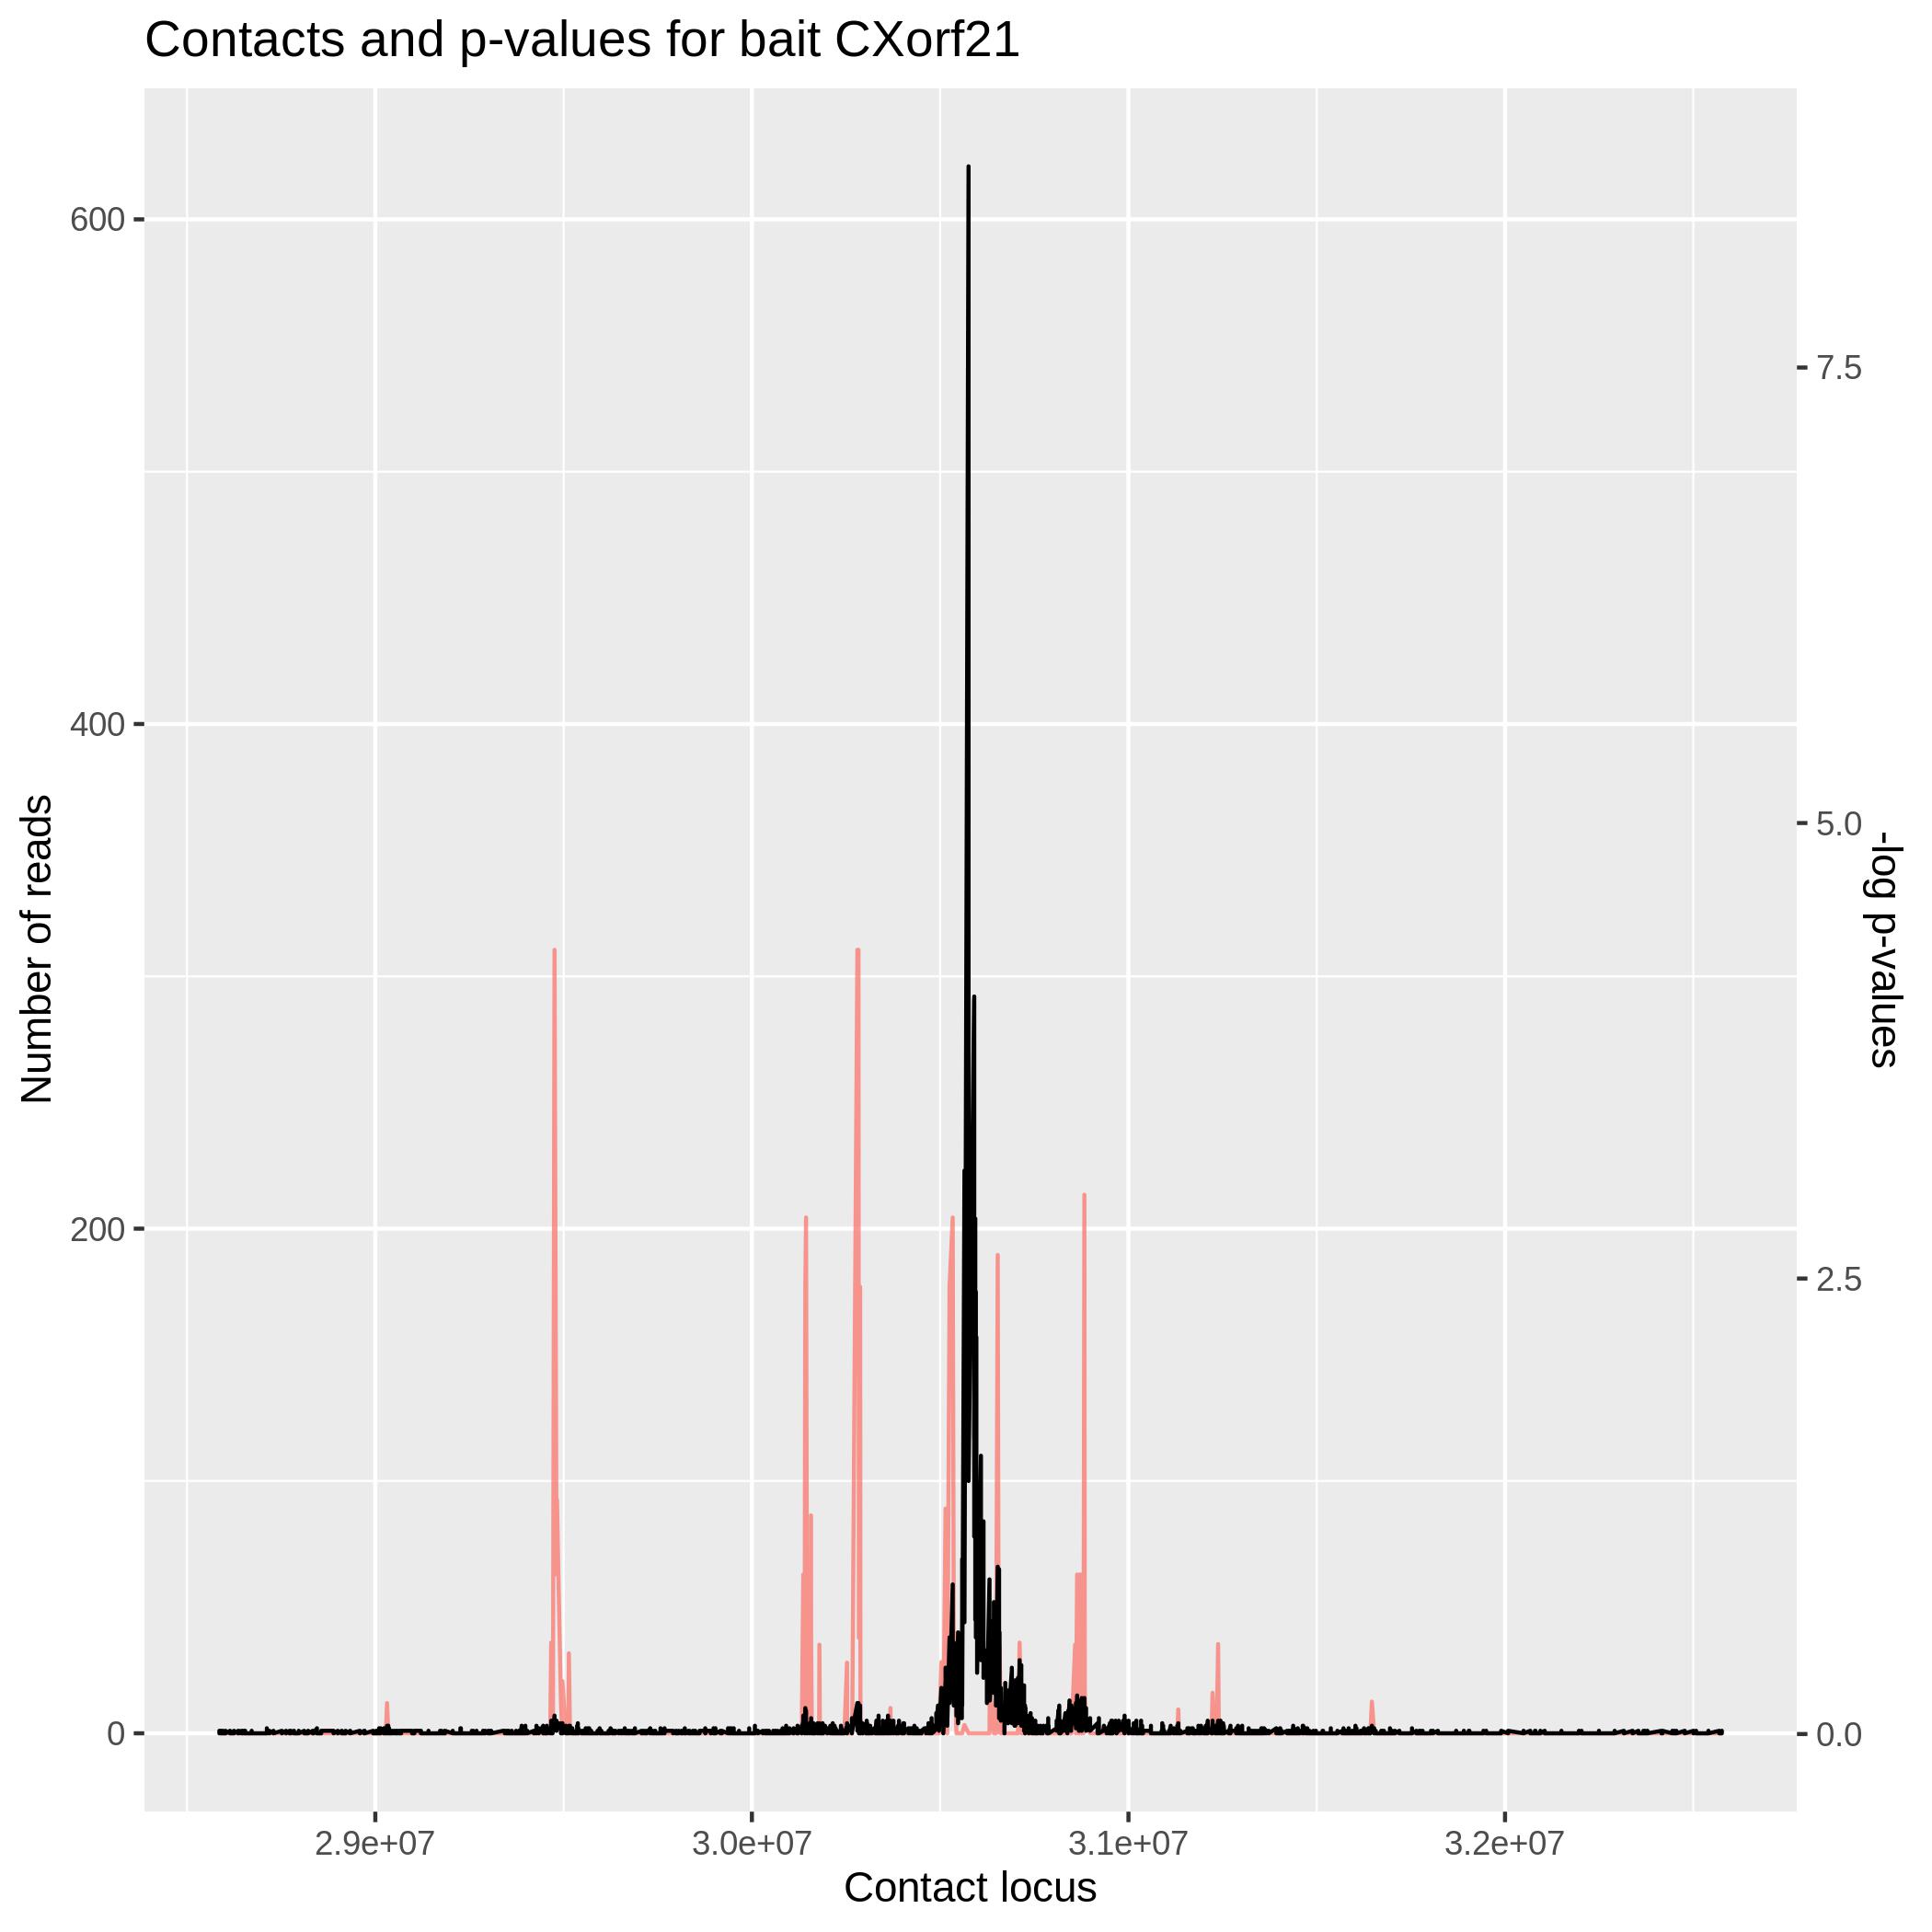 Contacts and p-values for bait CXorf21
600
400
200
0
7.5
5.0
2.5
0.0
Number of reads
-log p-values
2.9e+07
3.0e+07
3.1e+07
3.2e+07
Contact locus